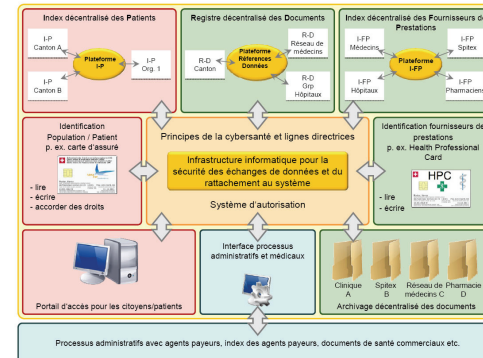 Index décentralisé des Patients
I-P
Canton A
Plateforme
I-P
I-P
Org. 1
I-P
Canton B
Registre décentralisé des Documents
R-D
Canton
Plateforme
Références
Données
R-D
Réseau de
médecins
R-D
Grp
Hôpitaux
Index décentralisé des Fournisseurs de
Prestations
I-FP
Médecins
I-FP
Spitex
Plateforme
I-FP
I-FP
Hôpitaux
I-FP
Pharmaciens
Identification
Population / Patient
p. ex. carte d'assuré
- lire
- écrire
- accorder des droits
Principes de la cybersanté et lignes directrices
Infrastructure informatique pour la
sécurité des échanges de données et du
rattachement au système
Système d'autorisation
Identification fournisseurs de
prestations
p. ex. Health Professional
Card
HPC
- lire
- écrire
Portail d'accés pour les citoyens/patients
Interface processus
administratifs et médicaux
Clinique
A
Spitex
B
Réseau de
médecins C
Pharmacie
D
Archivage décentralisé des documents
Processus administratifs avec agents payeurs, index des agents payeurs, documents de santé commerciaux etc.